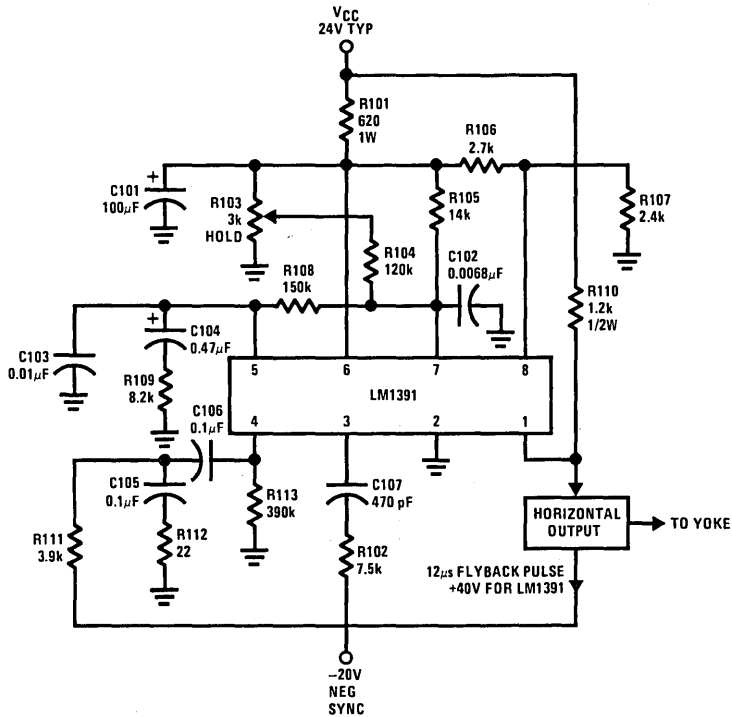 VCC
24V TYP
R101
620
1W
R106
2.7k
C101
100μF
+
R103
3k
HOLD
R105
14k
R107
2.4k
R104
120k
C102
0.0068μF
R108
150k
R110
1.2k
1/2W
+
C103
0.01μF
C104
0.47μF
R109
8.2k
5 6 7 8
LM1391
4 3 2 1
C106
0.1μF
C105
0.1μF
R111
3.9k
R112
22
R113
390k
C107
470 pF
R102
7.5k
HORIZONTAL
OUTPUT
TO YOKE
12μs FLYBACK PULSE
+40V FOR LM1391
–20V
NEG
SYNC